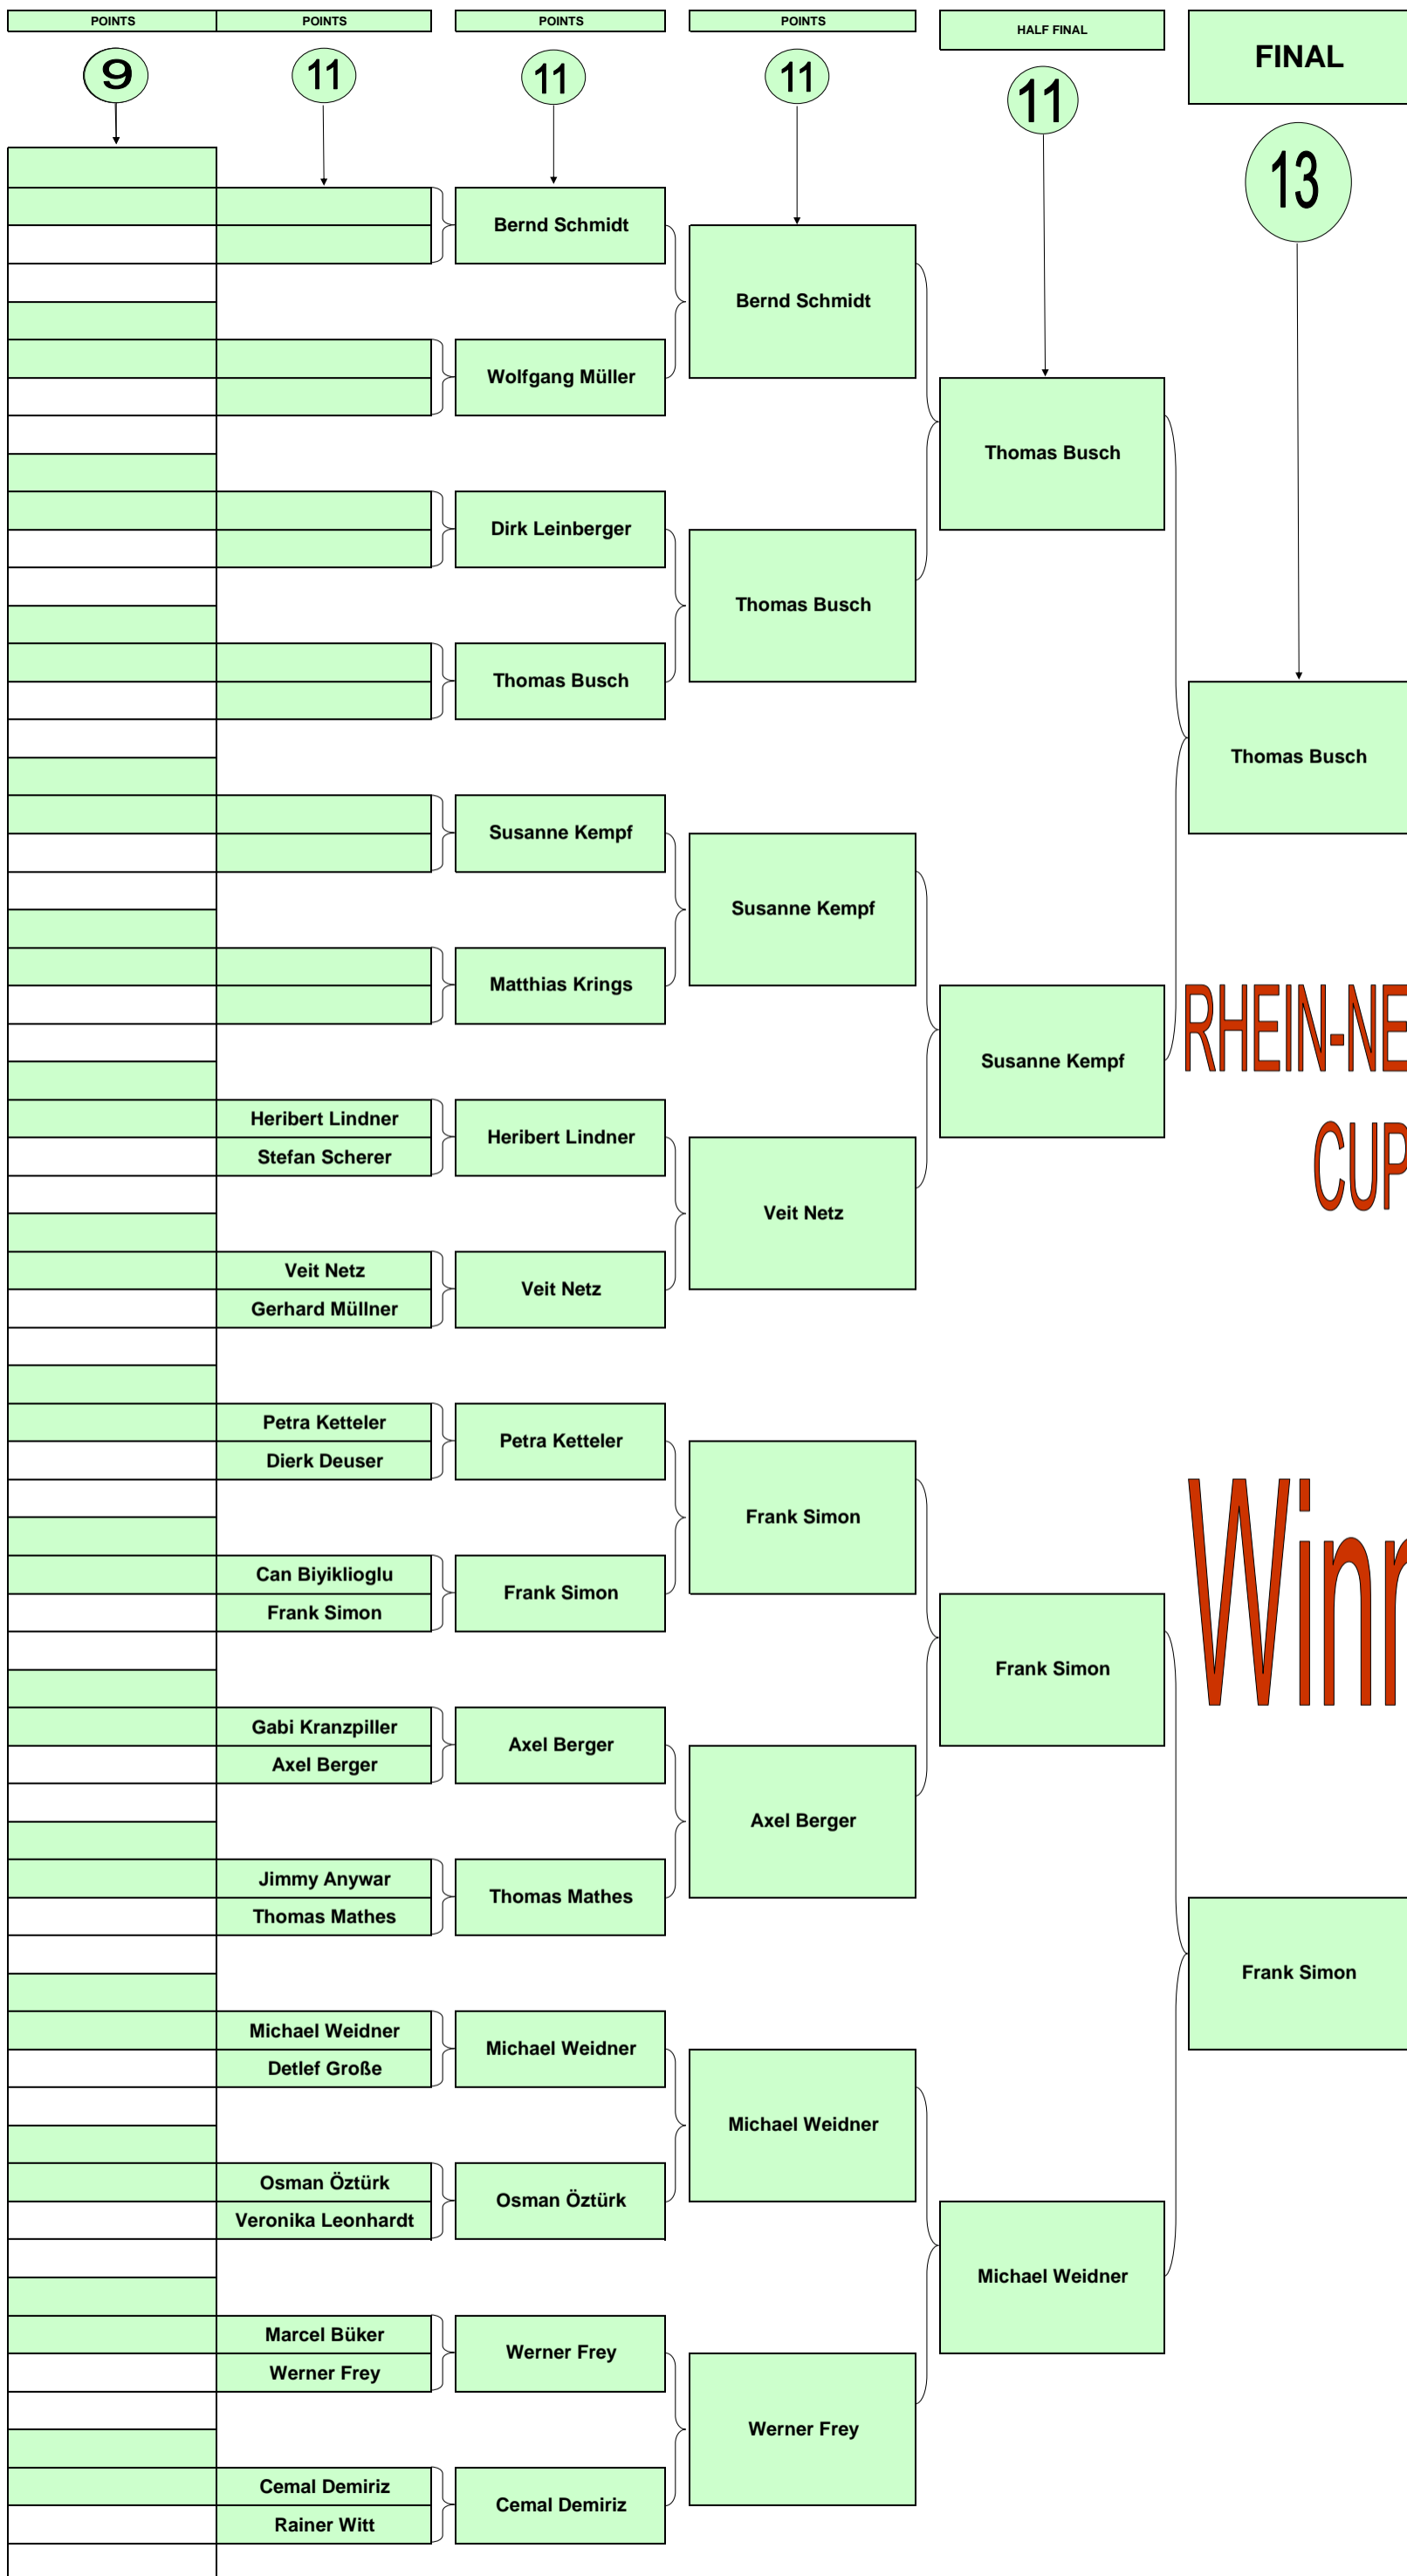 POINTS
POINTS
POINTS
POINTS
HALF FINAL
FINAL
9
11
11
11
11
13
Bernd Schmidt
Wolfgang Müller
Dirk Leinberger
Thomas Busch
Susanne Kempf
Matthias Krings
Heribert Lindner
Stefan Scherer
Heribert Lindner
Veit Netz
Gerhard Müllner
Veit Netz
Petra Ketteler
Dierk Deuser
Petra Ketteler
Can Biyiklioglu
Frank Simon
Frank Simon
Gabi Kranzpiller
Axel Berger
Axel Berger
Jimmy Anywar
Thomas Mathes
Thomas Mathes
Michael Weidner
Detlef Große
Michael Weidner
Osman Öztürk
Veronika Leonhardt
Osman Öztürk
Marcel Büker
Werner Frey
Werner Frey
Cemal Demiriz
Rainer Witt
Cemal Demiriz
Bernd Schmidt
Thomas Busch
Susanne Kempf
Veit Netz
Frank Simon
Axel Berger
Michael Weidner
Werner Frey
Thomas Busch
Susanne Kempf
Frank Simon
Michael Weidner
Thomas Busch
RHEIN-NE
CUP
Winn
Frank Simon